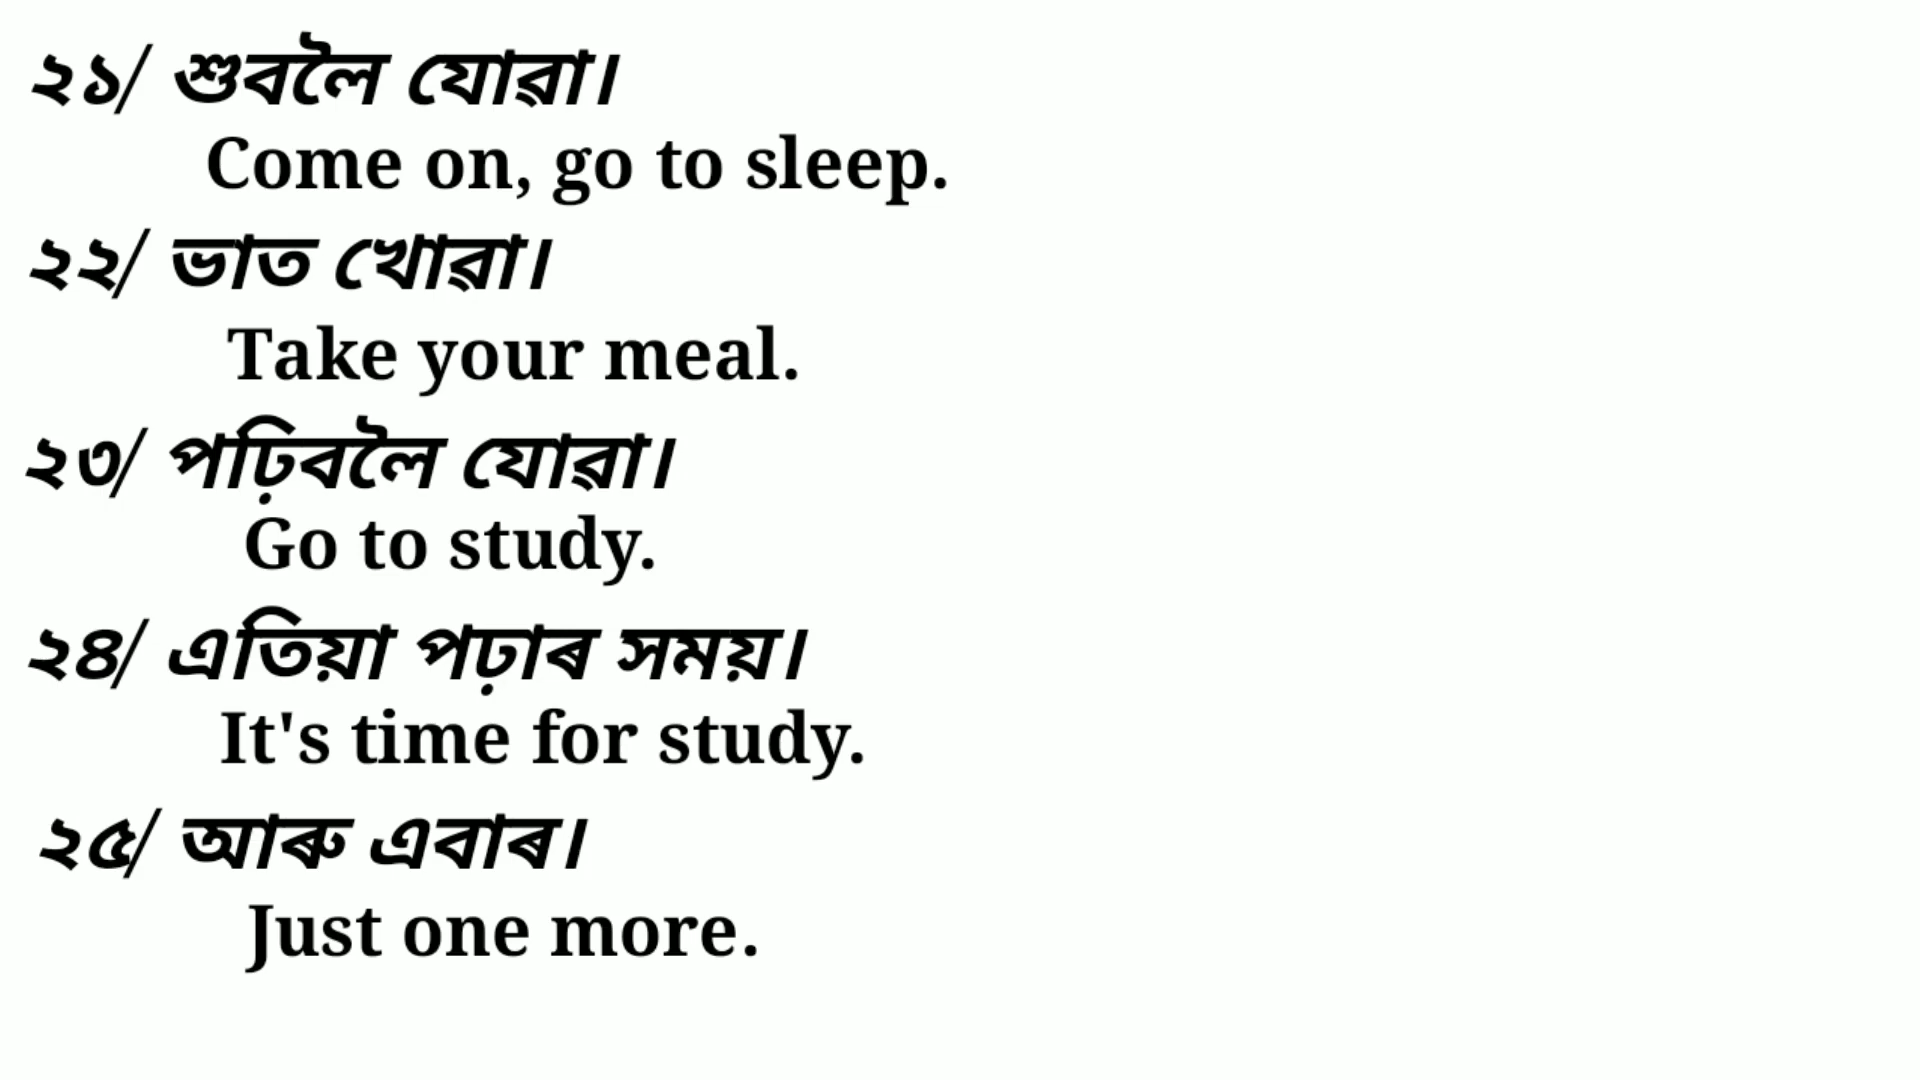 ২১/ শুবলৈ যোৱা।
Come on, go to sleep.
২২/ ভাত খোৱা।
Take your meal.
২৩/ পঢ়িবলৈ যোৱা।
Go to study.
২৪/ এতিয়া পঢ়াৰ সময়।
It's time for study.
২৫/ আৰু এবাৰ।
Just one more.